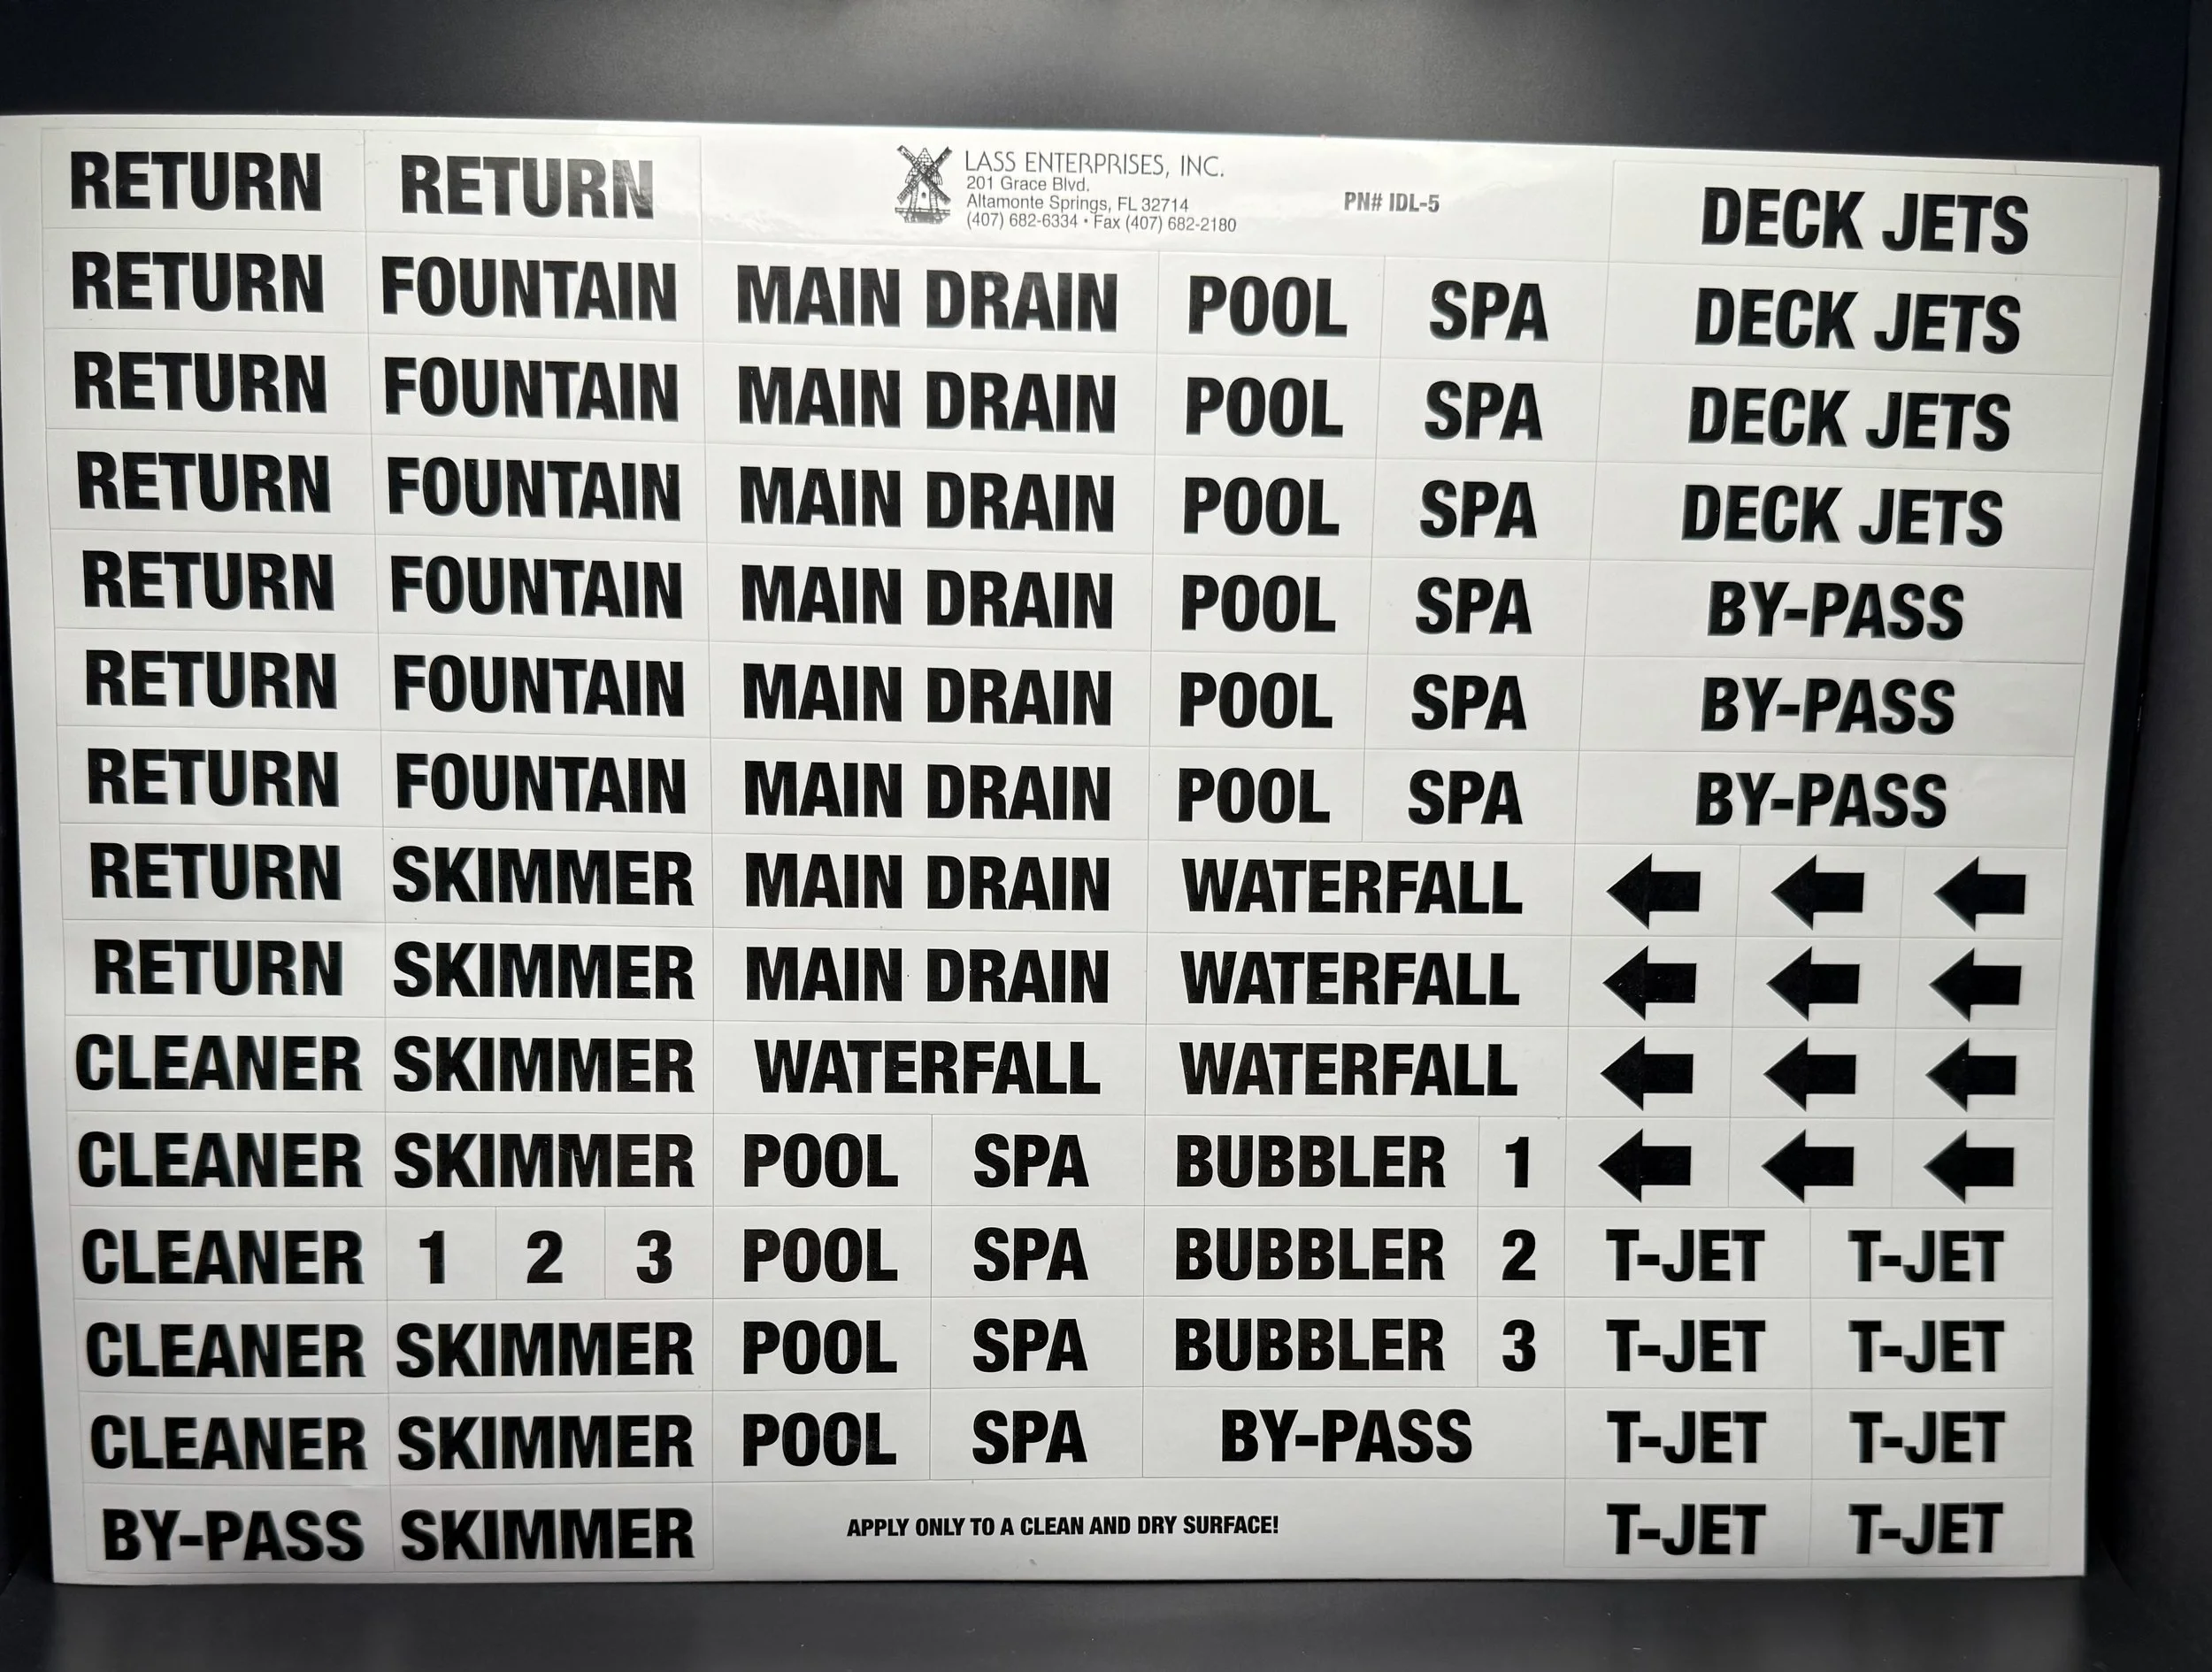 RETURN RETURN LASS ENTERPRISES, INC. DECK JETS
201 Grace Blvd.
Altamonte Springs, FL 32714 PN# IDL-5
(407) 682-6334 • Fax (407) 682-2180
RETURN FOUNTAIN MAIN DRAIN POOL SPA DECK JETS
RETURN FOUNTAIN MAIN DRAIN POOL SPA DECK JETS
RETURN FOUNTAIN MAIN DRAIN POOL SPA DECK JETS
RETURN FOUNTAIN MAIN DRAIN POOL SPA BY-PASS
RETURN FOUNTAIN MAIN DRAIN POOL SPA BY-PASS
RETURN FOUNTAIN MAIN DRAIN POOL SPA BY-PASS
RETURN SKIMMER MAIN DRAIN WATERFALL
RETURN SKIMMER MAIN DRAIN WATERFALL
CLEANER SKIMMER WATERFALL WATERFALL
CLEANER SKIMMER POOL SPA BUBBLER 1
CLEANER 1 2 3 POOL SPA BUBBLER 2 T-JET T-JET
CLEANER SKIMMER POOL SPA BUBBLER 3 T-JET T-JET
CLEANER SKIMMER POOL SPA BY-PASS T-JET T-JET
BY-PASS SKIMMER APPLY ONLY TO A CLEAN AND DRY SURFACE! T-JET T-JET